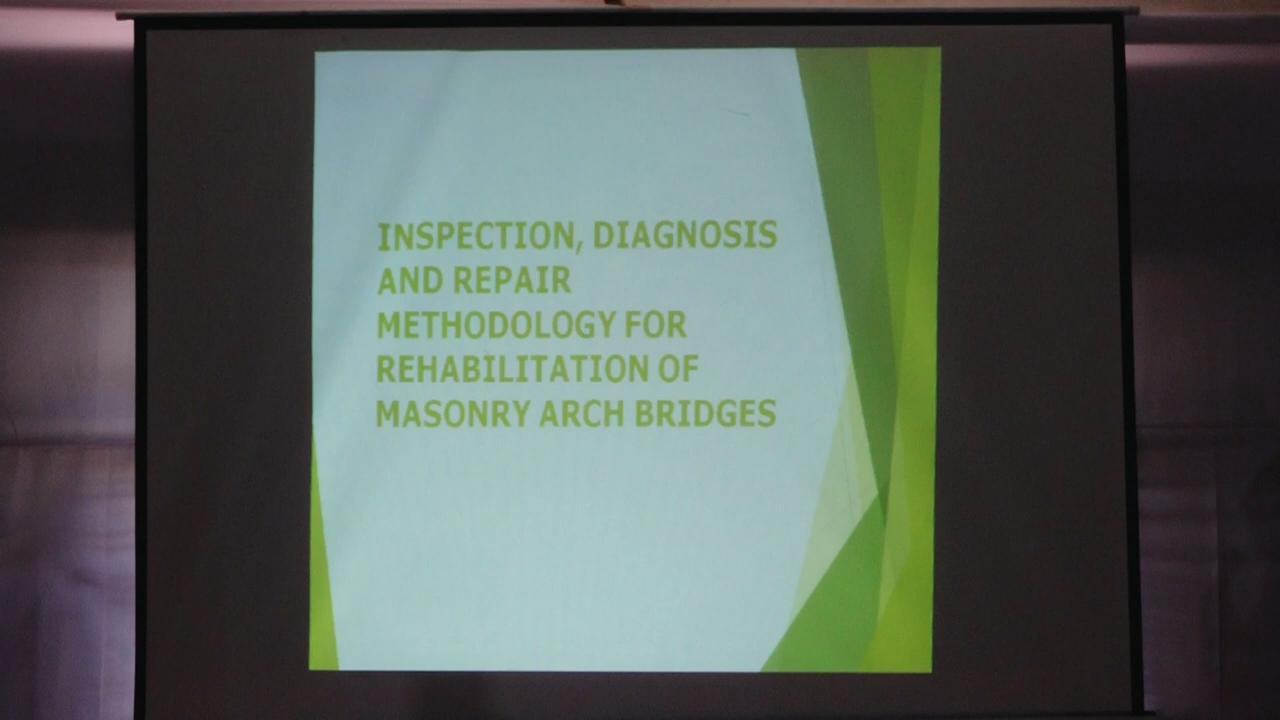 INSPECTION, DIAGNOSIS
AND REPAIR
METHODOLOGY FOR
REHABILITATION OF
MASONRY ARCH BRIDGES